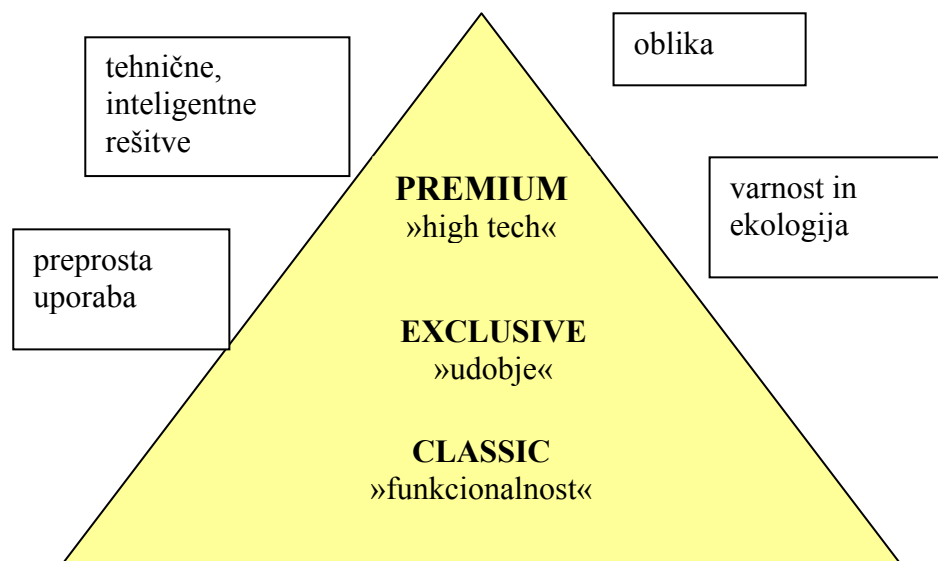 oblika
tehnične,
inteligentne
rešitve
varnost in
ekologija
preprosta
uporaba
PREMIUM
»high tech«
EXCLUSIVE
»udobje«
CLASSIC
»funkcionalnost«